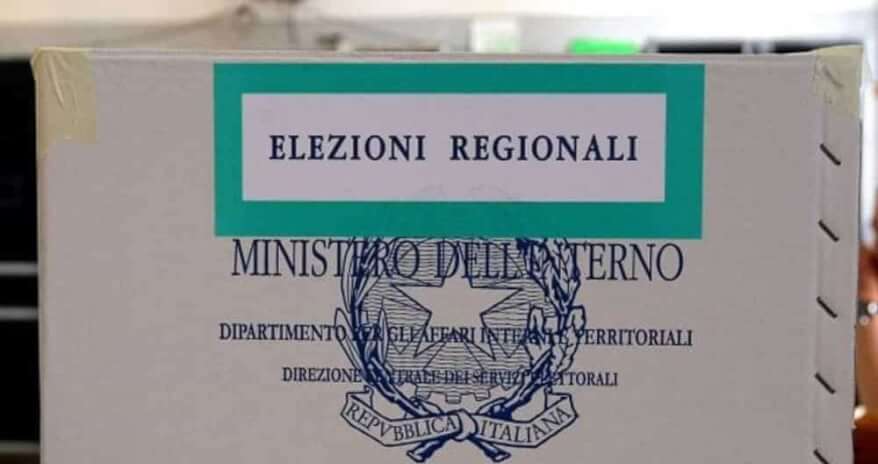 ELEZIONI REGIONALI
MINISTERO DELL'INTERNO
DIPARTIMENTO PER GLI AFFARI INTERNI E TERRITORIALI
DIREZIONE CENTRALE DEI SERVIZI ELETTORALI
REPVBBLICA ITALIANA